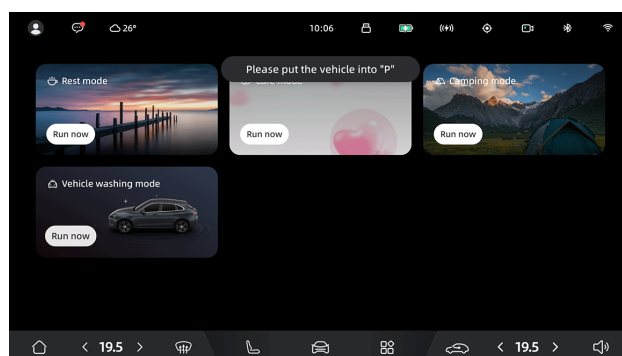 26°
10:06
Please put the vehicle into "P"
Rest mode
Camping mode
Run now
Run now
Run now
Vehicle washing mode
Run now
19.5
19.5